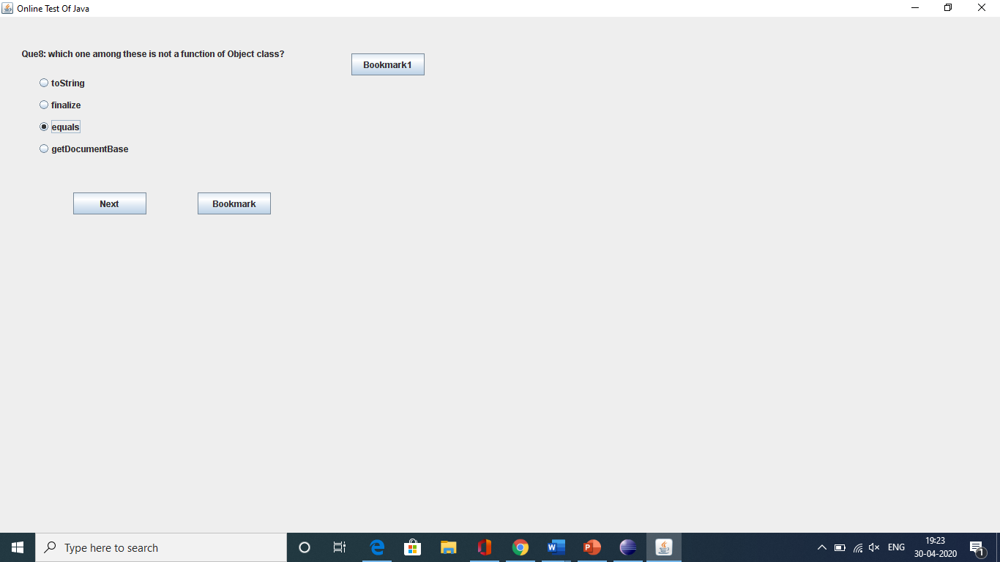 Online Test Of Java
Que8: which one among these is not a function of Object class?
Bookmark1
toString
finalize
equals
getDocumentBase
Next
Bookmark
Type here to search
ENG
19:23
30-04-2020
1